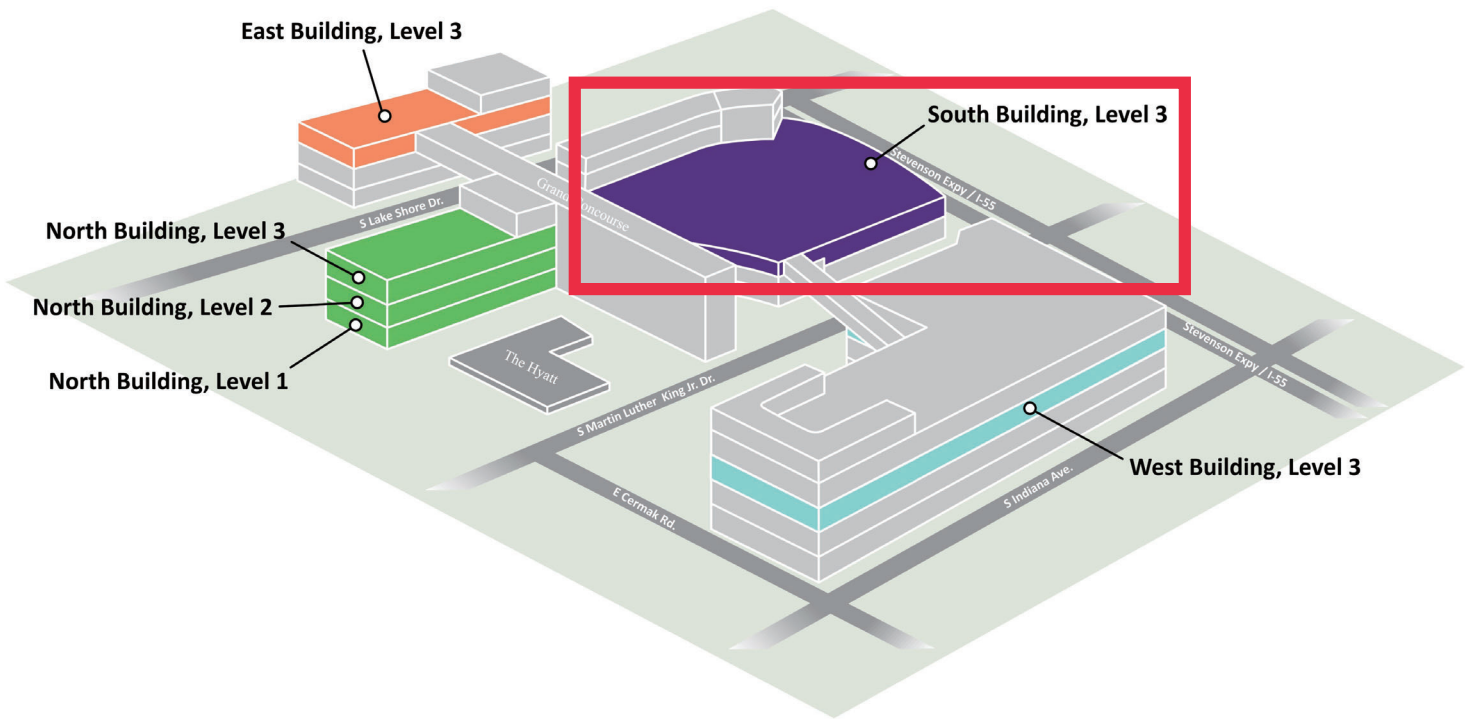 East Building, Level 3
South Building, Level 3
Stevenson Expy / I-55
Grand Concourse
S Lake Shore Dr.
North Building, Level 3
North Building, Level 2
North Building, Level 1
The Hyatt
Stevenson Expy / I-55
S Martin Luther King Jr. Dr.
West Building, Level 3
S Indiana Ave.
E Cermak Rd.